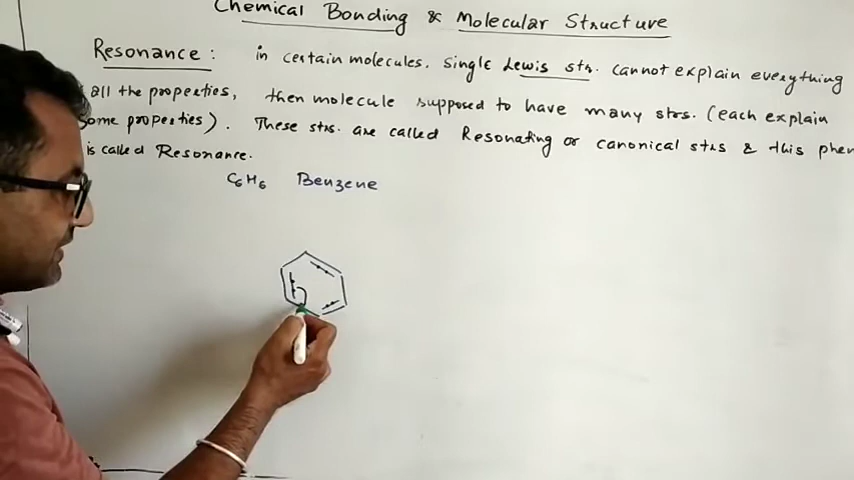 Chemical Bonding & Molecular Structure
Resonance: in certain molecules. Single Lewis str. cannot explain everything
all the properties, then molecule supposed to have many strs. (each explain
some properties). These strs. are called Resonating or canonical strs & this phen
is called Resonance.
C6H6 Benzene